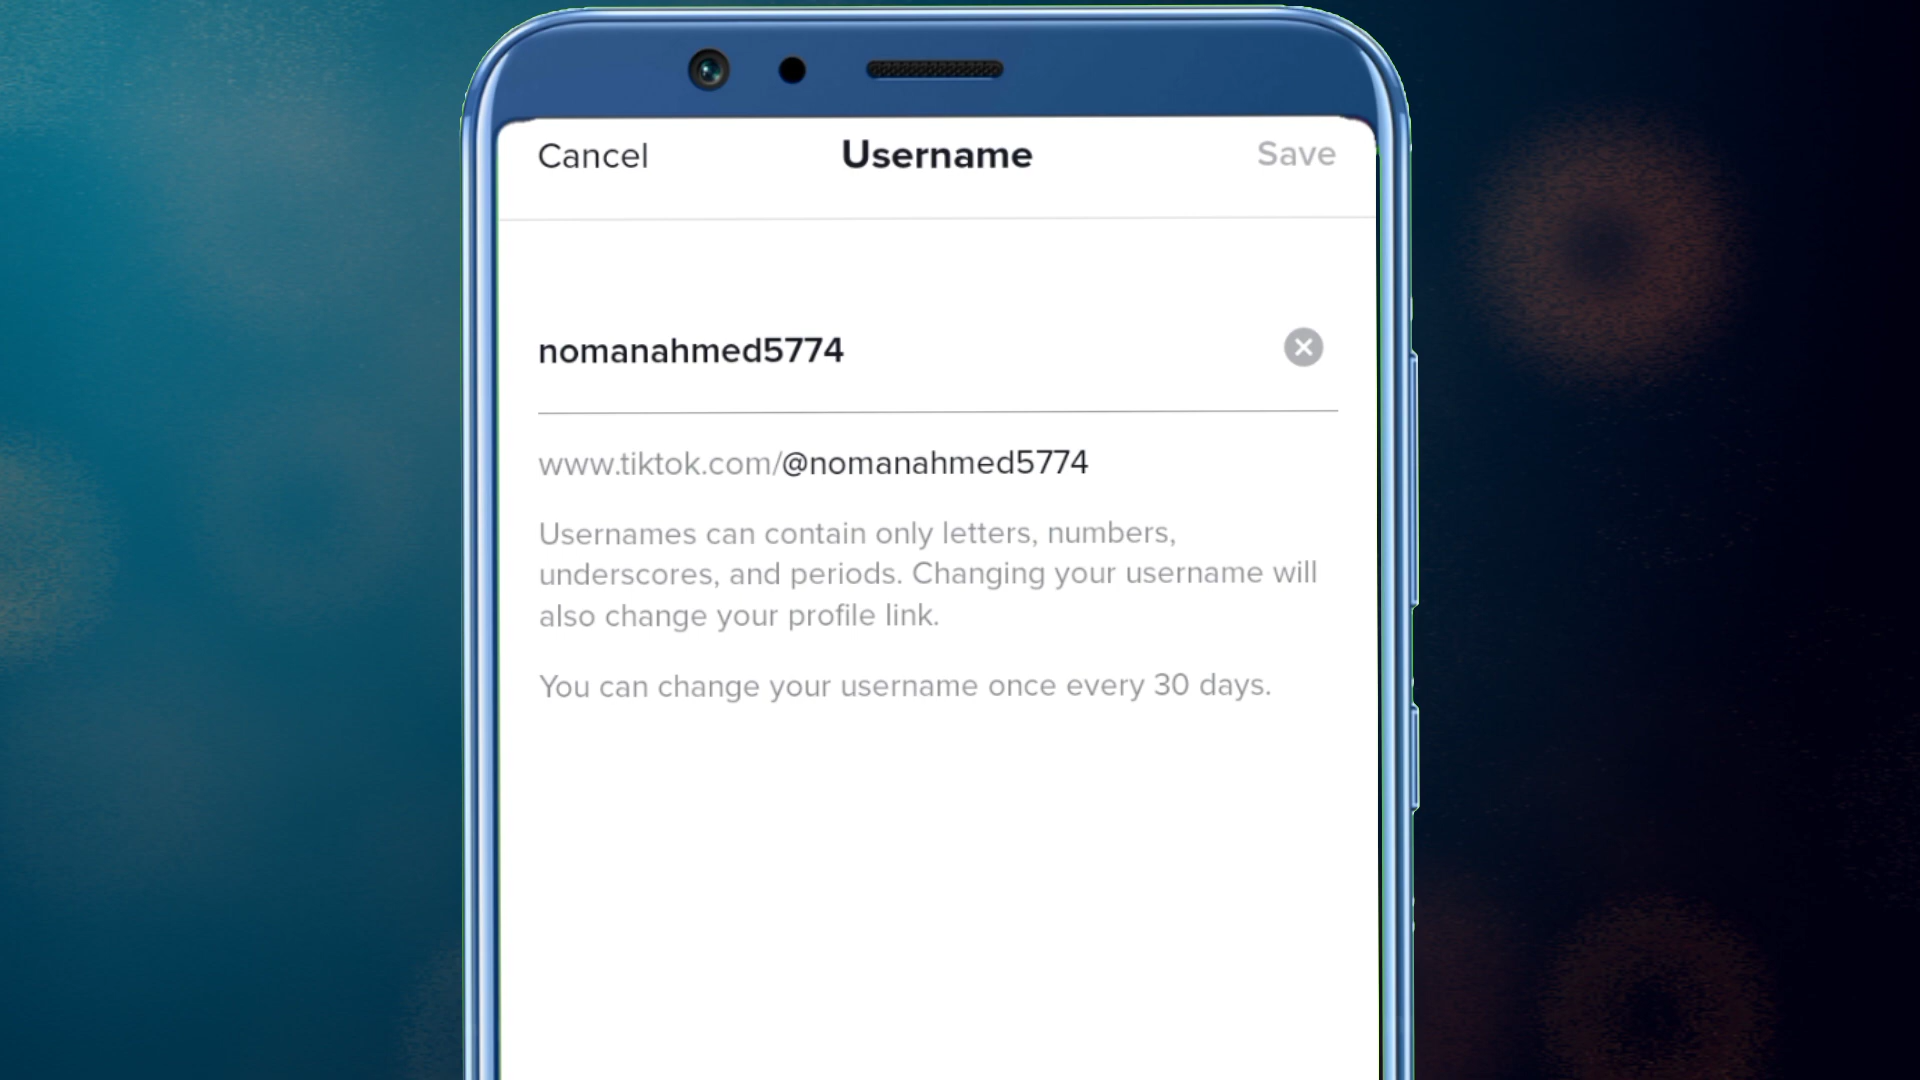 Cancel Username Save
nomanahmed5774
www.tiktok.com/@nomanahmed5774
Usernames can contain only letters, numbers,
underscores, and periods. Changing your username will
also change your profile link.
You can change your username once every 30 days.